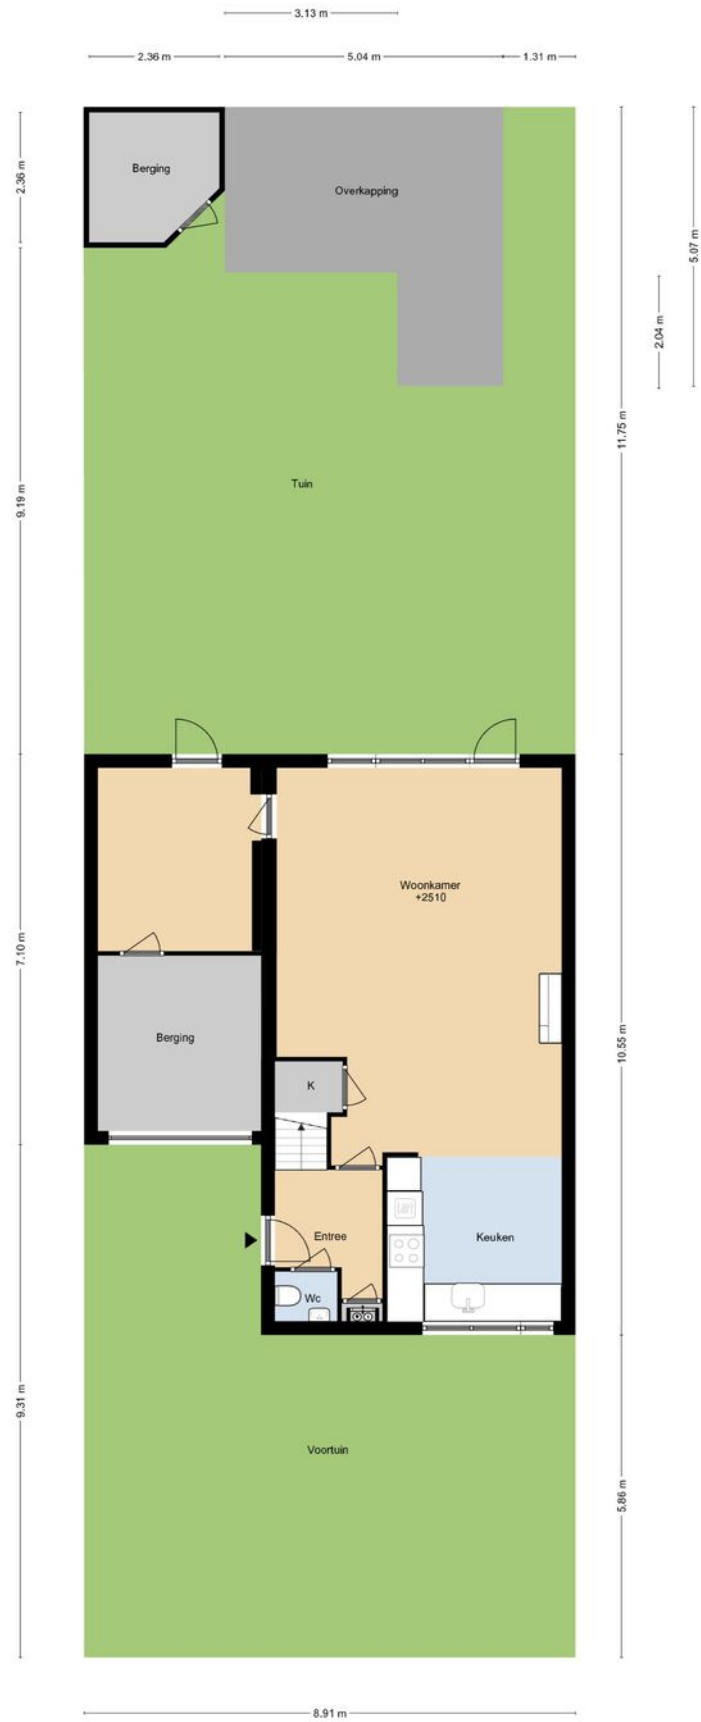 3.13 m
2.36 m
5.04 m
1.31 m
Berging
2.36 m
Overkapping
5.07 m
2.04 m
11.75 m
Tuin
9.19 m
Woonkamer
+2510
7.10 m
Berging
10.55 m
K
Entree
Keuken
Wc
9.31 m
Voortuin
5.86 m
8.91 m